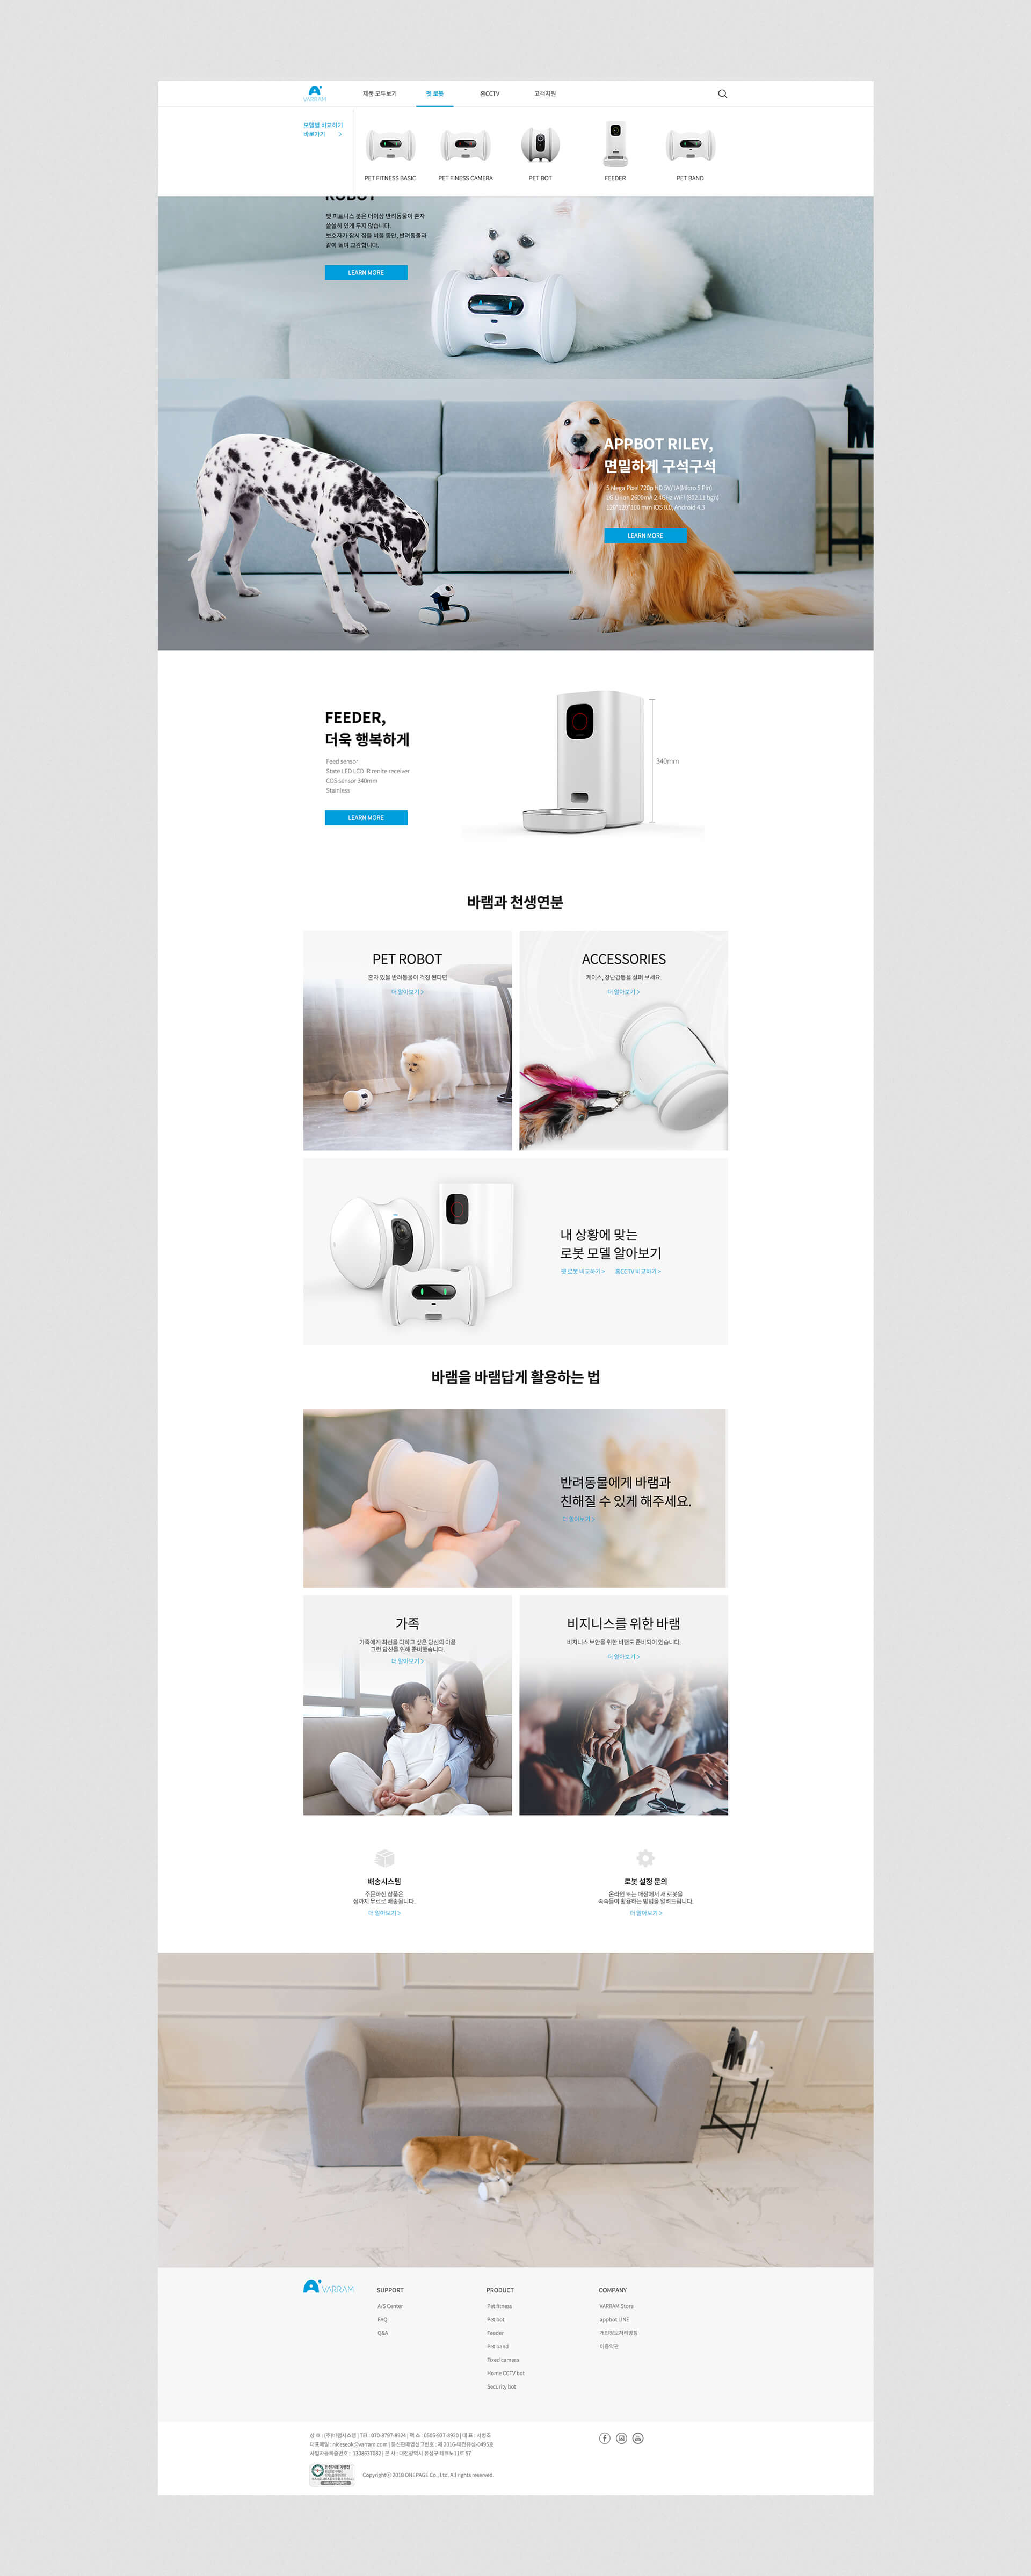 VARRAM
제품 모두보기
펫 로봇
홈CCTV
고객지원
모델별 비교하기
바로가기 >
PET FITNESS BASIC
PET FINESS CAMERA
PET BOT
FEEDER
PET BAND
ROBOT
펫 피트니스 봇은 더이상 반려동물이 혼자
쓸쓸히 있게 두지 않습니다.
보호자가 잠시 집을 비울 동안, 반려동물과
같이 놀며 교감합니다.
LEARN MORE
APPBOT RILEY,
면밀하게 구석구석
5 Mega Pixel 720p HD 5V/1A(Micro 5 Pin)
LG Li-ion 2600mA 2.4GHz WiFi (802.11 bgn)
120*120*100 mm iOS 8.0, Android 4.3
LEARN MORE
FEEDER,
더욱 행복하게
Feed sensor
State LED LCD IR remite receiver
CDS sensor 340mm
Stainless
LEARN MORE
340mm
바램과 천생연분
PET ROBOT
혼자 있을 반려동물이 걱정 된다면
더 알아보기 >
ACCESSORIES
케이스, 장난감등을 살펴 보세요.
더 알아보기 >
내 상황에 맞는
로봇 모델 알아보기
펫 로봇 비교하기 >
홈CCTV 비교하기 >
바램을 바램답게 활용하는 법
반려동물에게 바램과
친해질 수 있게 해주세요.
더 알아보기 >
가족
가족에게 최선을 다하고 싶은 당신의 마음
그런 당신을 위해 준비했습니다.
더 알아보기 >
비지니스를 위한 바램
비지니스 보안을 위한 바램도 준비되어 있습니다.
더 알아보기 >
배송시스템
주문하신 상품은
집까지 무료로 배송됩니다.
더 알아보기 >
로봇 설정 문의
온라인 또는 매장에서 새 로봇을
속속들이 활용하는 방법을 알려드립니다.
더 알아보기 >
VARRAM
SUPPORT
A/S Center
FAQ
Q&A
PRODUCT
Pet fitness
Pet bot
Feeder
Pet band
Fixed camera
Home CCTV bot
Security bot
COMPANY
VARRAM Store
appbot LINE
개인정보처리방침
이용약관
상 호 : (주)바램시스템 | TEL : 070-8797-8924 | 팩 스 : 0505-927-8920 | 대 표 : 서병조
대표메일 : niceseok@varram.com | 통신판매업신고번호 : 제 2016-대전유성-0495호
사업자등록증번호 : 1308637082 | 본 사 : 대전광역시 유성구 테크노11로 57
Copyrightⓒ 2018 ONEPAGE Co., Ltd. All rights reserved.